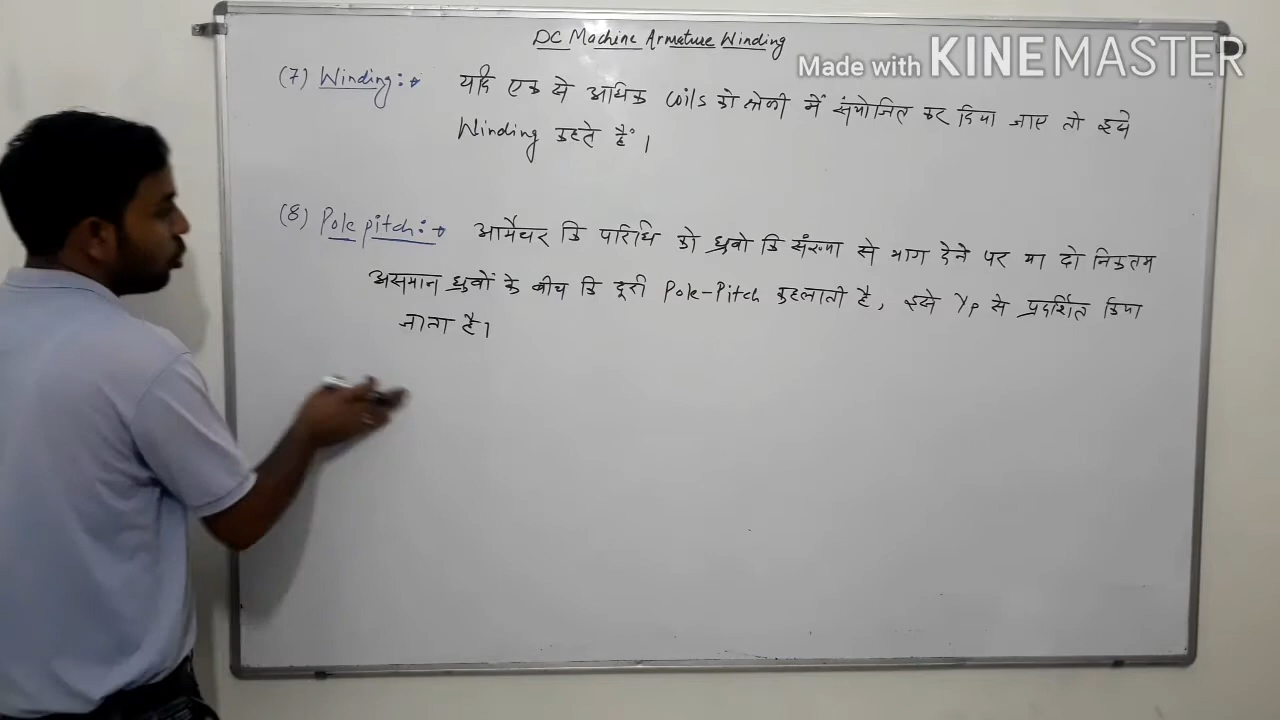 DC Machine Armature Winding
Made with KINEMASTER
(7) Winding:→ यदि एक से अधिक Coils को श्रेणी में संयोजित कर दिया जाए तो इसे
Winding कहते हैं।
(8) Pole pitch:→ आर्मेचर कि परिधि को ध्रुवो कि संख्या से भाग देने पर या दो निकतम
असमान ध्रुवों के बीच कि दूरी Pole-Pitch कहलाती है, इसे Yp से प्रदर्शित किया
जाता है।